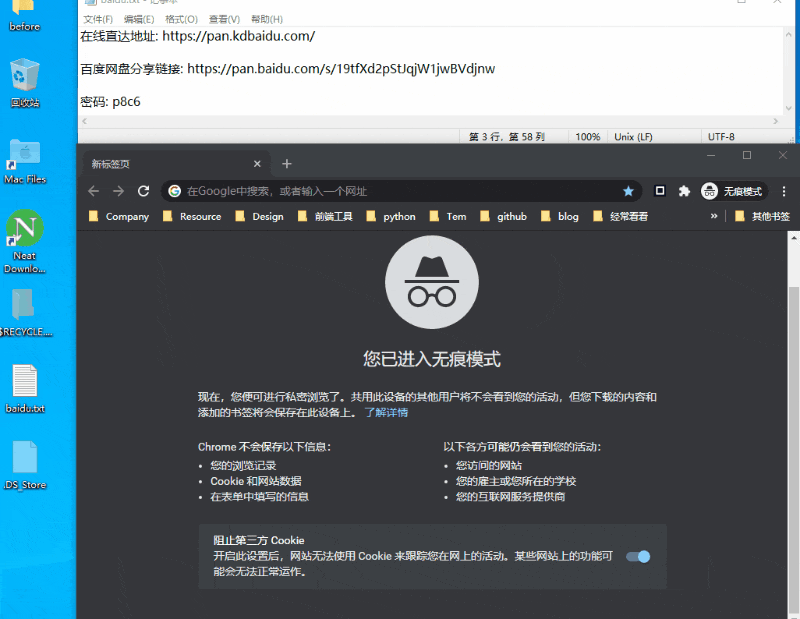 before
回收站
Mac Files
Neat
Downlo...
$RECYCLE....
baidu.txt
.DS_Store
文件(F) 编辑(E) 格式(O) 查看(V) 帮助(H)
在线直达地址: https://pan.kdbaidu.com/
百度网盘分享链接: https://pan.baidu.com/s/19tfXd2pStJqjW1jwBVdjnw
密码: p8c6
第 3 行，第 58 列 100% Unix (LF) UTF-8
新标签页
在Google中搜索，或者输入一个网址
无痕模式
Company Resource Design 前端工具 python Tem github blog 经常看看 » 其他书签
您已进入无痕模式
现在，您便可进行私密浏览了。共用此设备的其他用户将不会看到您的活动，但您下载的内容和
添加的书签将会保存在此设备上。 了解详情
Chrome 不会保存以下信息：
• 您的浏览记录
• Cookie 和网站数据
• 在表单中填写的信息
以下各方可能仍会看到您的活动：
• 您访问的网站
• 您的雇主或您所在的学校
• 您的互联网服务提供商
阻止第三方 Cookie
开启此设置后，网站无法使用 Cookie 来跟踪您在网上的活动。某些网站上的功能可
能会无法正常运作。